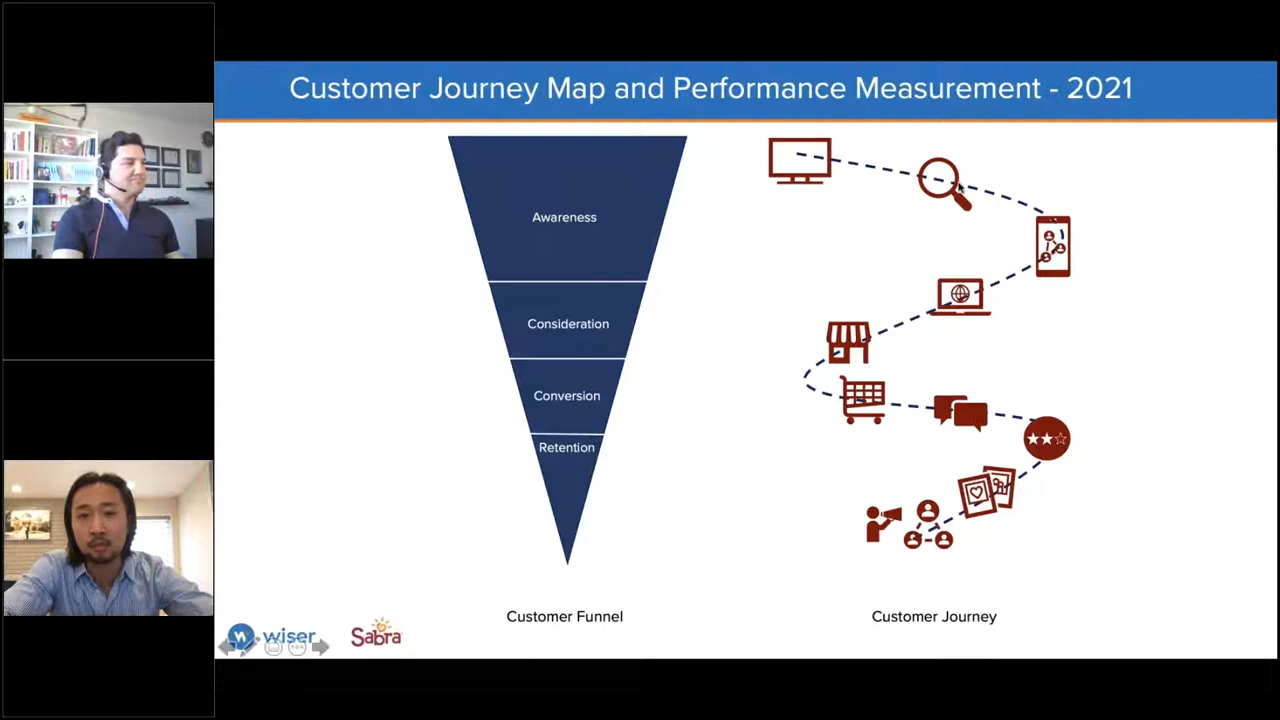 Customer Journey Map and Performance Measurement - 2021
Awareness
Consideration
Conversion
Retention
Customer Funnel
Customer Journey
wiser
Sabra